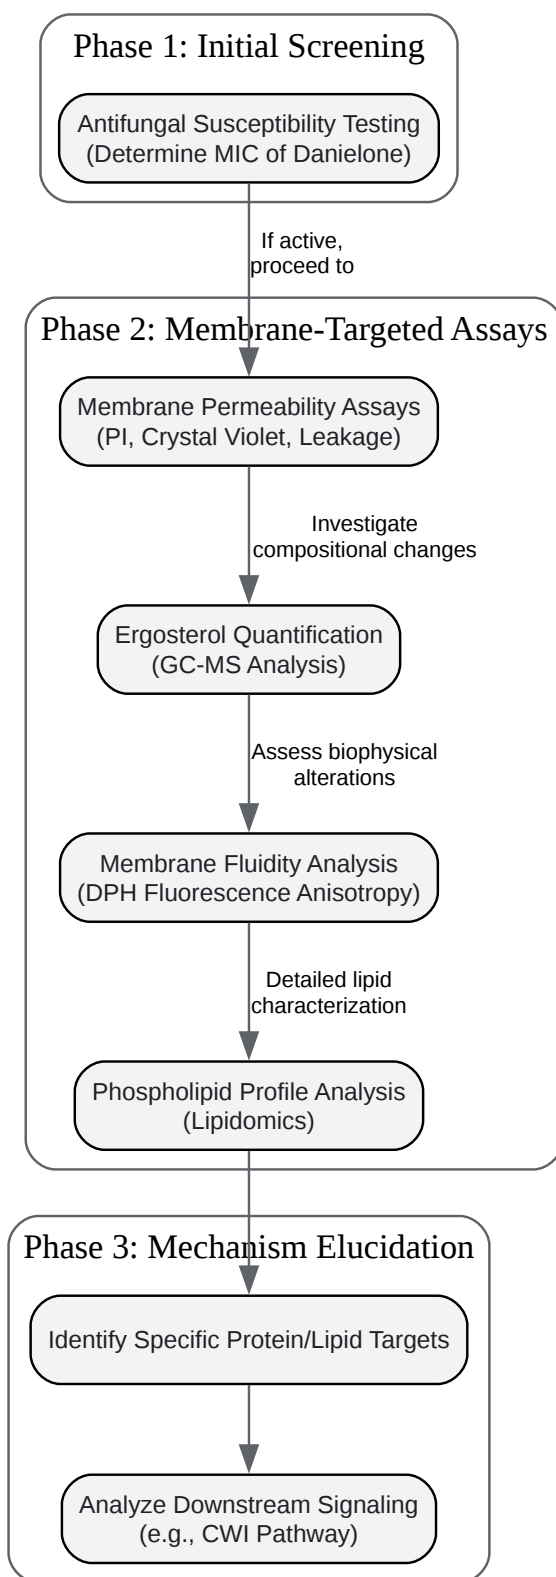 Phase 1: Initial Screening
Antifungal Susceptibility Testing
(Determine MIC of Danielone)
If active,
proceed to
Phase 2: Membrane-Targeted Assays
Membrane Permeability Assays
(PI, Crystal Violet, Leakage)
Investigate
compositional changes
Ergosterol Quantification
(GC-MS Analysis)
Assess biophysical
alterations
Membrane Fluidity Analysis
(DPH Fluorescence Anisotropy)
Detailed lipid
characterization
Phospholipid Profile Analysis
(Lipidomics)
Phase 3: Mechanism Elucidation
Identify Specific Protein/Lipid Targets
Analyze Downstream Signaling
(e.g., CWI Pathway)